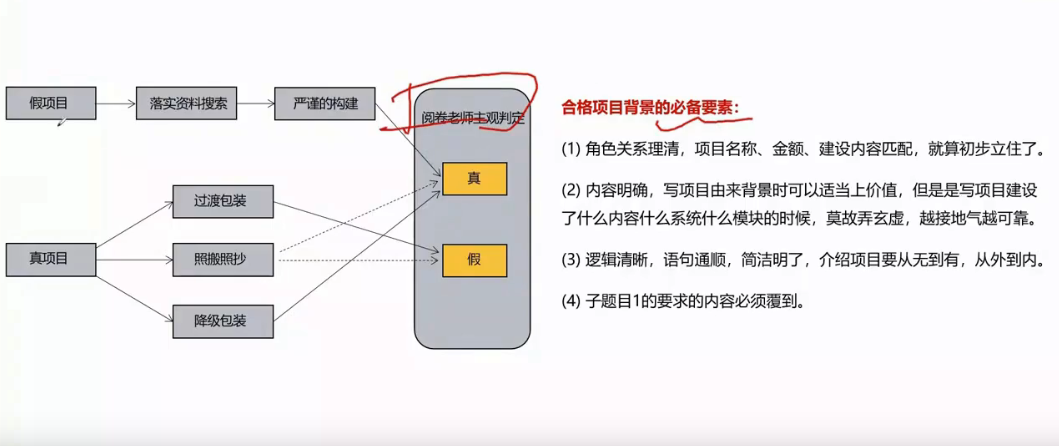 假项目
落实资料搜索
严谨的构建
阅卷老师主观判定
真
假
真项目
过渡包装
照搬照抄
降级包装
合格项目背景的必备要素：
(1) 角色关系理清，项目名称、金额、建设内容匹配，就算初步立住了。
(2) 内容明确，写项目由来背景时可以适当上价值，但是是写项目建设
了什么内容什么系统什么模块的时候，莫故弄玄虚，越接地气越可靠。
(3) 逻辑清晰，语句通顺，简洁明了，介绍项目要从无到有，从外到内。
(4) 子题目1的要求的内容必须覆到。